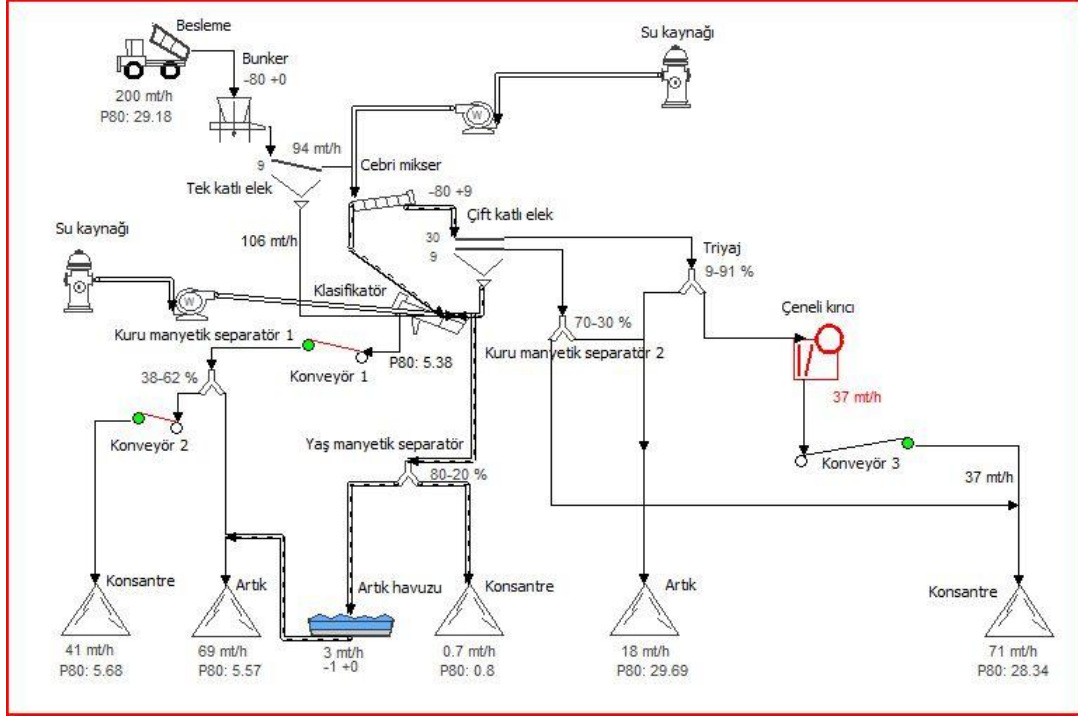 Besleme
Su kaynağı
Bunker
-80 +0
200 mt/h
P80: 29.18
W
94 mt/h
9
Cebri mikser
Tek katlı elek
-80 +9
Çift katlı elek
Su kaynağı
106 mt/h
30
9
Triyaj
9-91 %
Klasifikatör
W
Çeneli kırıcı
Kuru manyetik separatör 1
70-30 %
Kuru manyetik separatör 2
P80: 5.38
Konveyör 1
38-62 %
37 mt/h
Konveyör 2
Yaş manyetik separatör
80-20 %
Konveyör 3
37 mt/h
Konsantre
Artık
Artık havuzu
Konsantre
Artık
Konsantre
41 mt/h
P80: 5.68
69 mt/h
P80: 5.57
3 mt/h
-1 +0
0.7 mt/h
P80: 0.8
18 mt/h
P80: 29.69
71 mt/h
P80: 28.34